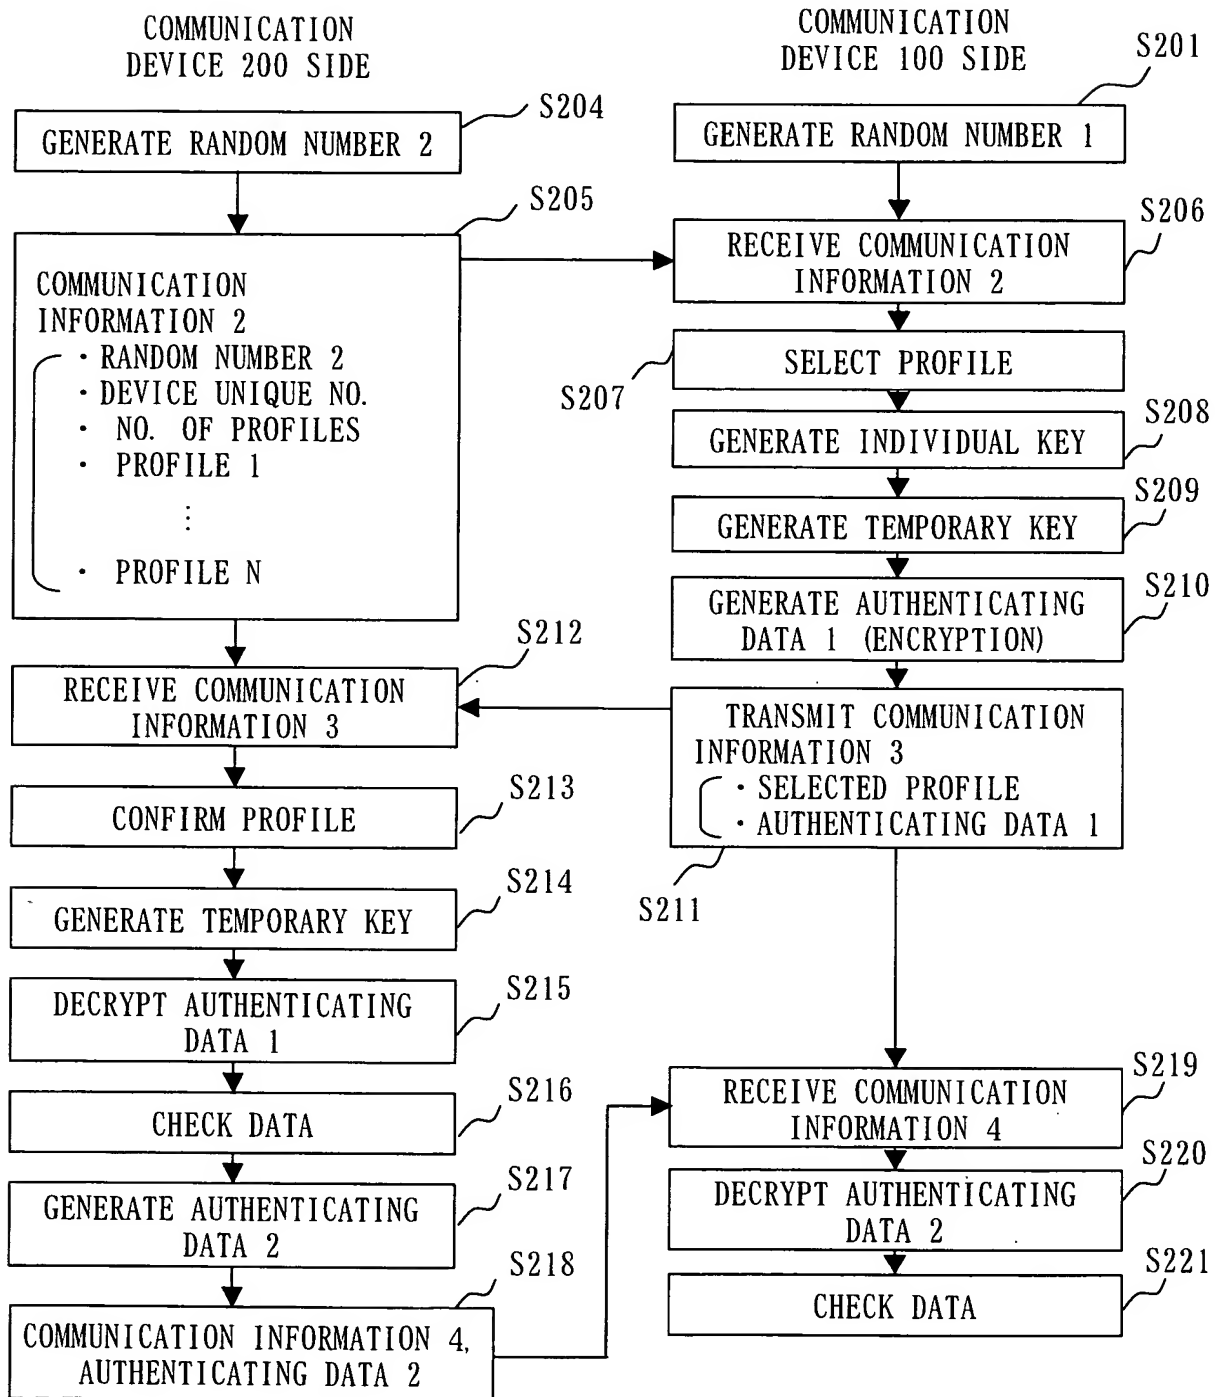 COMMUNICATION
DEVICE 200 SIDE
S204
GENERATE RANDOM NUMBER 2
S205
COMMUNICATION
INFORMATION 2
· RANDOM NUMBER 2
· DEVICE UNIQUE NO.
· NO. OF PROFILES
· PROFILE 1
⋮
· PROFILE N
S212
RECEIVE COMMUNICATION
INFORMATION 3
S213
CONFIRM PROFILE
S214
GENERATE TEMPORARY KEY
S215
DECRYPT AUTHENTICATING
DATA 1
S216
CHECK DATA
S217
GENERATE AUTHENTICATING
DATA 2
S218
COMMUNICATION INFORMATION 4,
AUTHENTICATING DATA 2
COMMUNICATION
DEVICE 100 SIDE
S201
GENERATE RANDOM NUMBER 1
S206
RECEIVE COMMUNICATION
INFORMATION 2
SELECT PROFILE
S207
S208
GENERATE INDIVIDUAL KEY
S209
GENERATE TEMPORARY KEY
S210
GENERATE AUTHENTICATING
DATA 1 (ENCRYPTION)
TRANSMIT COMMUNICATION
INFORMATION 3
· SELECTED PROFILE
· AUTHENTICATING DATA 1
S211
S219
RECEIVE COMMUNICATION
INFORMATION 4
S220
DECRYPT AUTHENTICATING
DATA 2
S221
CHECK DATA